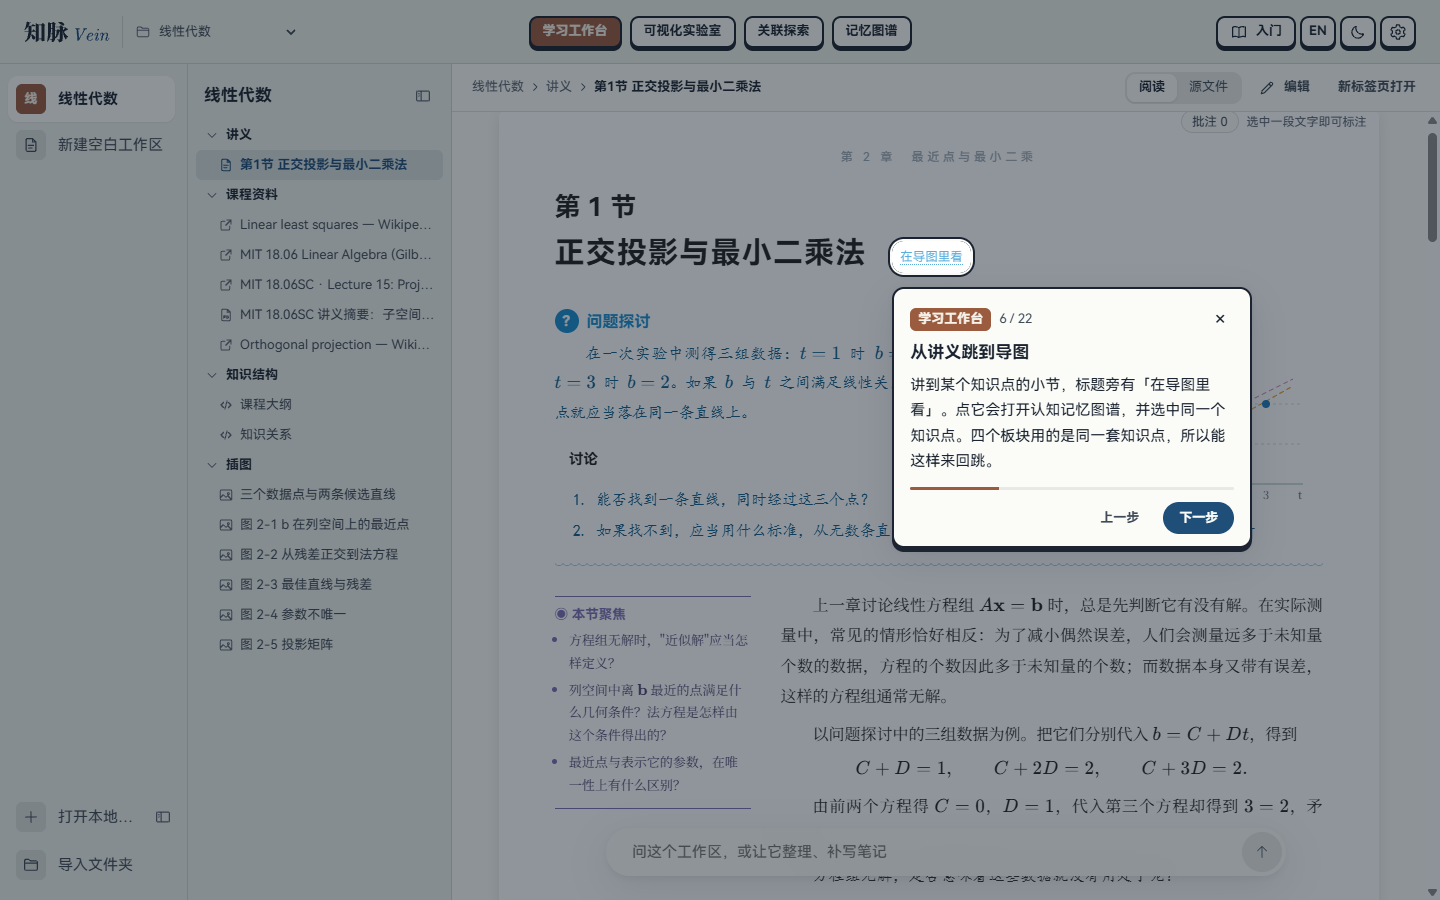 知脉 Vein
线性代数
学习工作台
可视化实验室
关联探索
记忆图谱
入门
EN
线 线性代数
新建空白工作区
打开本地…
导入文件夹
线性代数
讲义
第1节 正交投影与最小二乘法
课程资料
Linear least squares — Wikipe…
MIT 18.06 Linear Algebra (Gilb…
MIT 18.06SC · Lecture 15: Proj…
MIT 18.06SC 讲义摘要：子空间…
Orthogonal projection — Wiki…
知识结构
课程大纲
知识关系
插图
三个数据点与两条候选直线
图 2-1 b 在列空间上的最近点
图 2-2 从残差正交到法方程
图 2-3 最佳直线与残差
图 2-4 参数不唯一
图 2-5 投影矩阵
线性代数 > 讲义 > 第1节 正交投影与最小二乘法
阅读
源文件
编辑
新标签页打开
批注 0
选中一段文字即可标注
第 2 章 最近点与最小二乘
第 1 节
正交投影与最小二乘法
在导图里看
? 问题探讨
在一次实验中测得三组数据：t = 1 时 b =
t = 3 时 b = 2。如果 b 与 t 之间满足线性关
点就应当落在同一条直线上。
讨论
1. 能否找到一条直线，同时经过这三个点？
2. 如果找不到，应当用什么标准，从无数条直
3 t
学习工作台 6 / 22
从讲义跳到导图
讲到某个知识点的小节，标题旁有「在导图里
看」。点它会打开认知记忆图谱，并选中同一个
知识点。四个板块用的是同一套知识点，所以能
这样来回跳。
上一步
下一步
本节聚焦
方程组无解时，"近似解"应当怎
样定义？
列空间中离 b 最近的点满足什
么几何条件？法方程是怎样由
这个条件得出的？
最近点与表示它的参数，在唯
一性上有什么区别？
上一章讨论线性方程组 Ax = b 时，总是先判断它有没有解。在实际测
量中，常见的情形恰好相反：为了减小偶然误差，人们会测量远多于未知量
个数的数据，方程的个数因此多于未知量的个数；而数据本身又带有误差，
这样的方程组通常无解。
以问题探讨中的三组数据为例。把它们分别代入 b = C + Dt，得到
C + D = 1, C + 2D = 2, C + 3D = 2.
由前两个方程得 C = 0，D = 1，代入第三个方程却得到 3 = 2，矛
问这个工作区，或让它整理、补写笔记